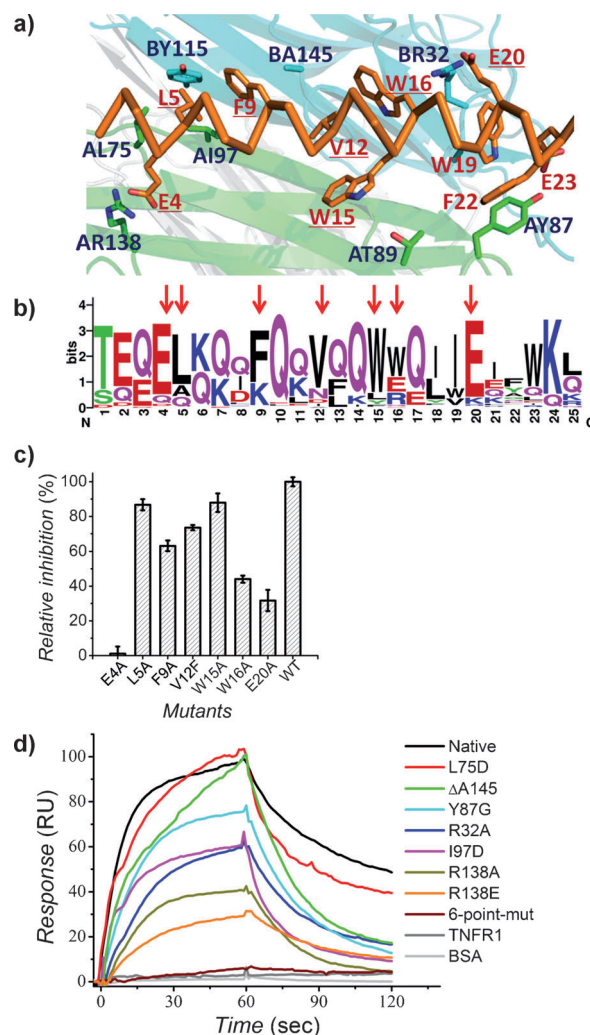 a)
BY115
BA145
BR32
E20
L5
F9
W16
AL75
AI97
V12
W19
E4
E23
W15
F22
AR138
AT89
AY87
b)
bits
4
3
2
1
0
N
1 2 3 4 5 6 7 8 9 10 11 12 13 14 15 16 17 18 19 20 21 22 23 24 25
C
TEQELKQQFQQVQQWWQIIEIFWKL
c)
Relative inhibition (%)
100
80
60
40
20
0
E4A L5A F9A V12F W15A W16A E20A WT
Mutants
d)
Response (RU)
100
80
60
40
20
0
0 30 60 90 120
Time (sec)
Native
L75D
ΔA145
Y87G
R32A
I97D
R138A
R138E
6-point-mut
TNFR1
BSA